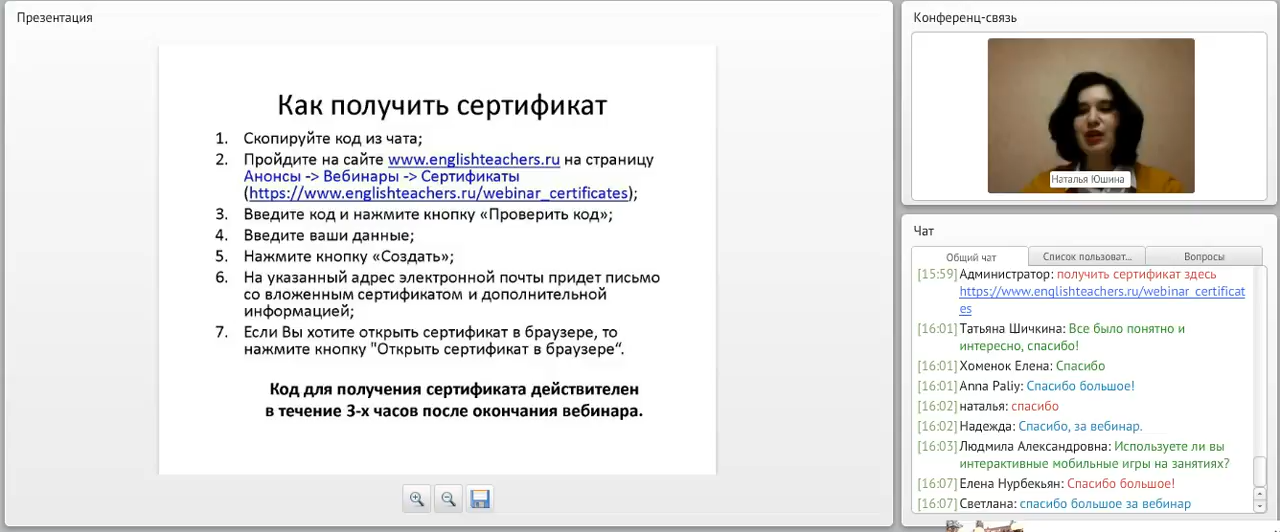 Презентация
Как получить сертификат
1. Скопируйте код из чата;
2. Пройдите на сайте www.englishteachers.ru на страницу
Анонсы -> Вебинары -> Сертификаты
(https://www.englishteachers.ru/webinar_certificates);
3. Введите код и нажмите кнопку «Проверить код»;
4. Введите ваши данные;
5. Нажмите кнопку «Создать»;
6. На указанный адрес электронной почты придет письмо
со вложенным сертификатом и дополнительной
информацией;
7. Если Вы хотите открыть сертификат в браузере, то
нажмите кнопку "Открыть сертификат в браузере“.
Код для получения сертификата действителен
в течение 3-х часов после окончания вебинара.
Конференц-связь
Наталья Юшина
Чат
Общий чат
Список пользоват...
Вопросы
[15:59] Администратор: получить сертификат здесь
https://www.englishteachers.ru/webinar_certificat
es
[16:01] Татьяна Шичкина: Все было понятно и
интересно, спасибо!
[16:01] Хоменок Елена: Спасибо
[16:01] Anna Paliy: Спасибо большое!
[16:02] наталья: спасибо
[16:02] Надежда: Спасибо, за вебинар.
[16:03] Людмила Александровна: Используете ли вы
интерактивные мобильные игры на занятиях?
[16:07] Елена Нурбекьян: Спасибо большое!
[16:07] Светлана: спасибо большое за вебинар